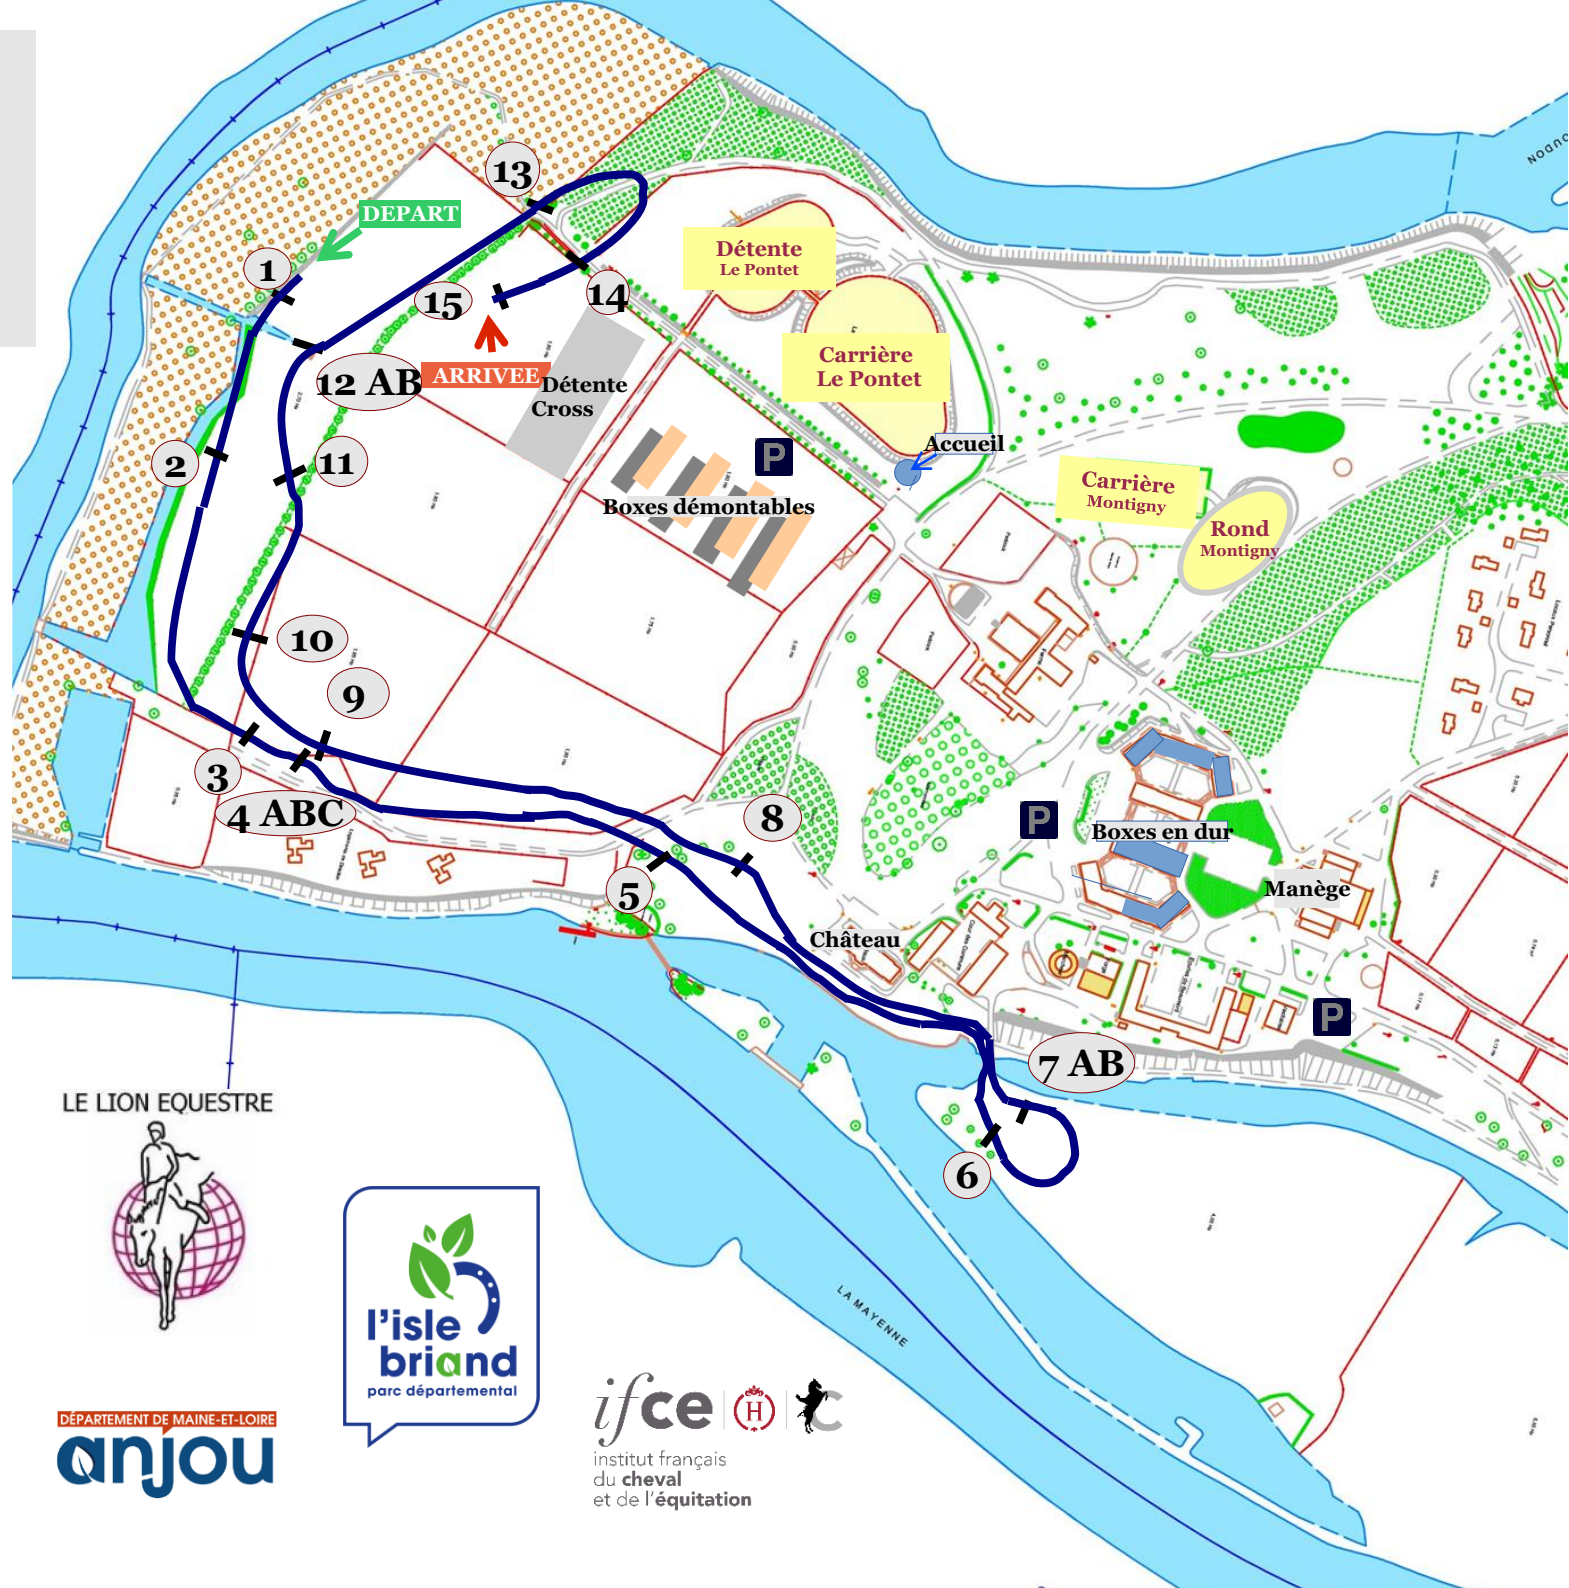 OUDON
13
DEPART
1
Détente
Le Pontet
15
14
12 AB
ARRIVEE
Détente
Cross
Carrière
Le Pontet
2
11
P
Accueil
Boxes démontables
Carrière
Montigny
Rond
Montigny
10
9
3
4 ABC
8
P
Boxes en dur
5
Manège
Château
P
7 AB
6
LE LION EQUESTRE
l'isle
briand
parc départemental
LA MAYENNE
DÉPARTEMENT DE MAINE-ET-LOIRE
anjou
ifce
H
C
institut français
du cheval
et de l'équitation